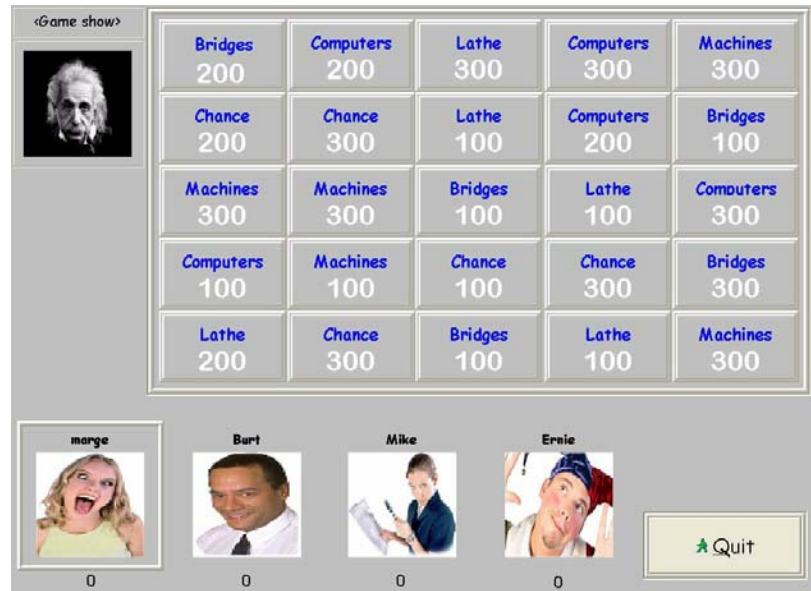 <Game show>
Bridges Computers Lathe Computers Machines
200 200 300 300 300
Chance Chance Lathe Computers Bridges
200 300 100 200 100
Machines Machines Bridges Lathe Computers
300 300 100 100 300
Computers Machines Chance Chance Bridges
100 100 100 300 300
Lathe Chance Bridges Lathe Machines
200 300 100 100 300
marge Burt Mike Ernie
0 0 0 0
Quit